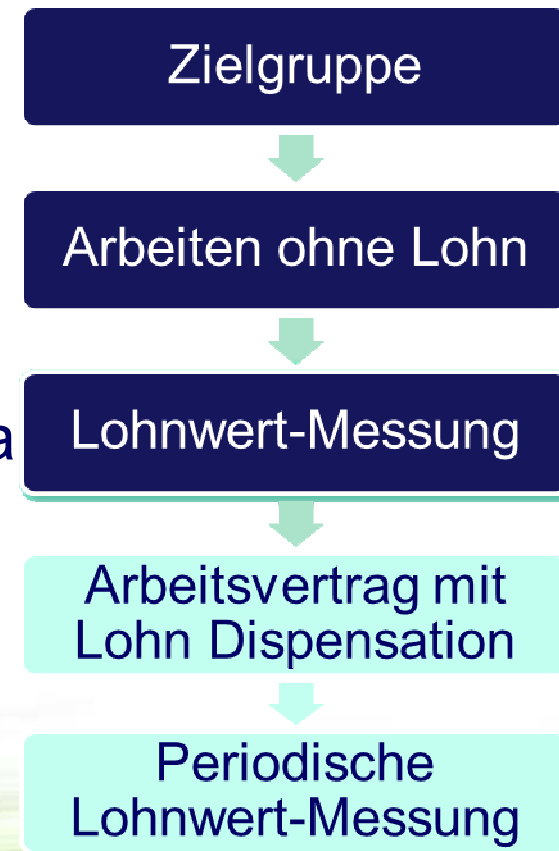 Zielgruppe
Arbeiten ohne Lohn
a
Lohnwert-Messung
Arbeitsvertrag mit
Lohn Dispensation
Periodische
Lohnwert-Messung